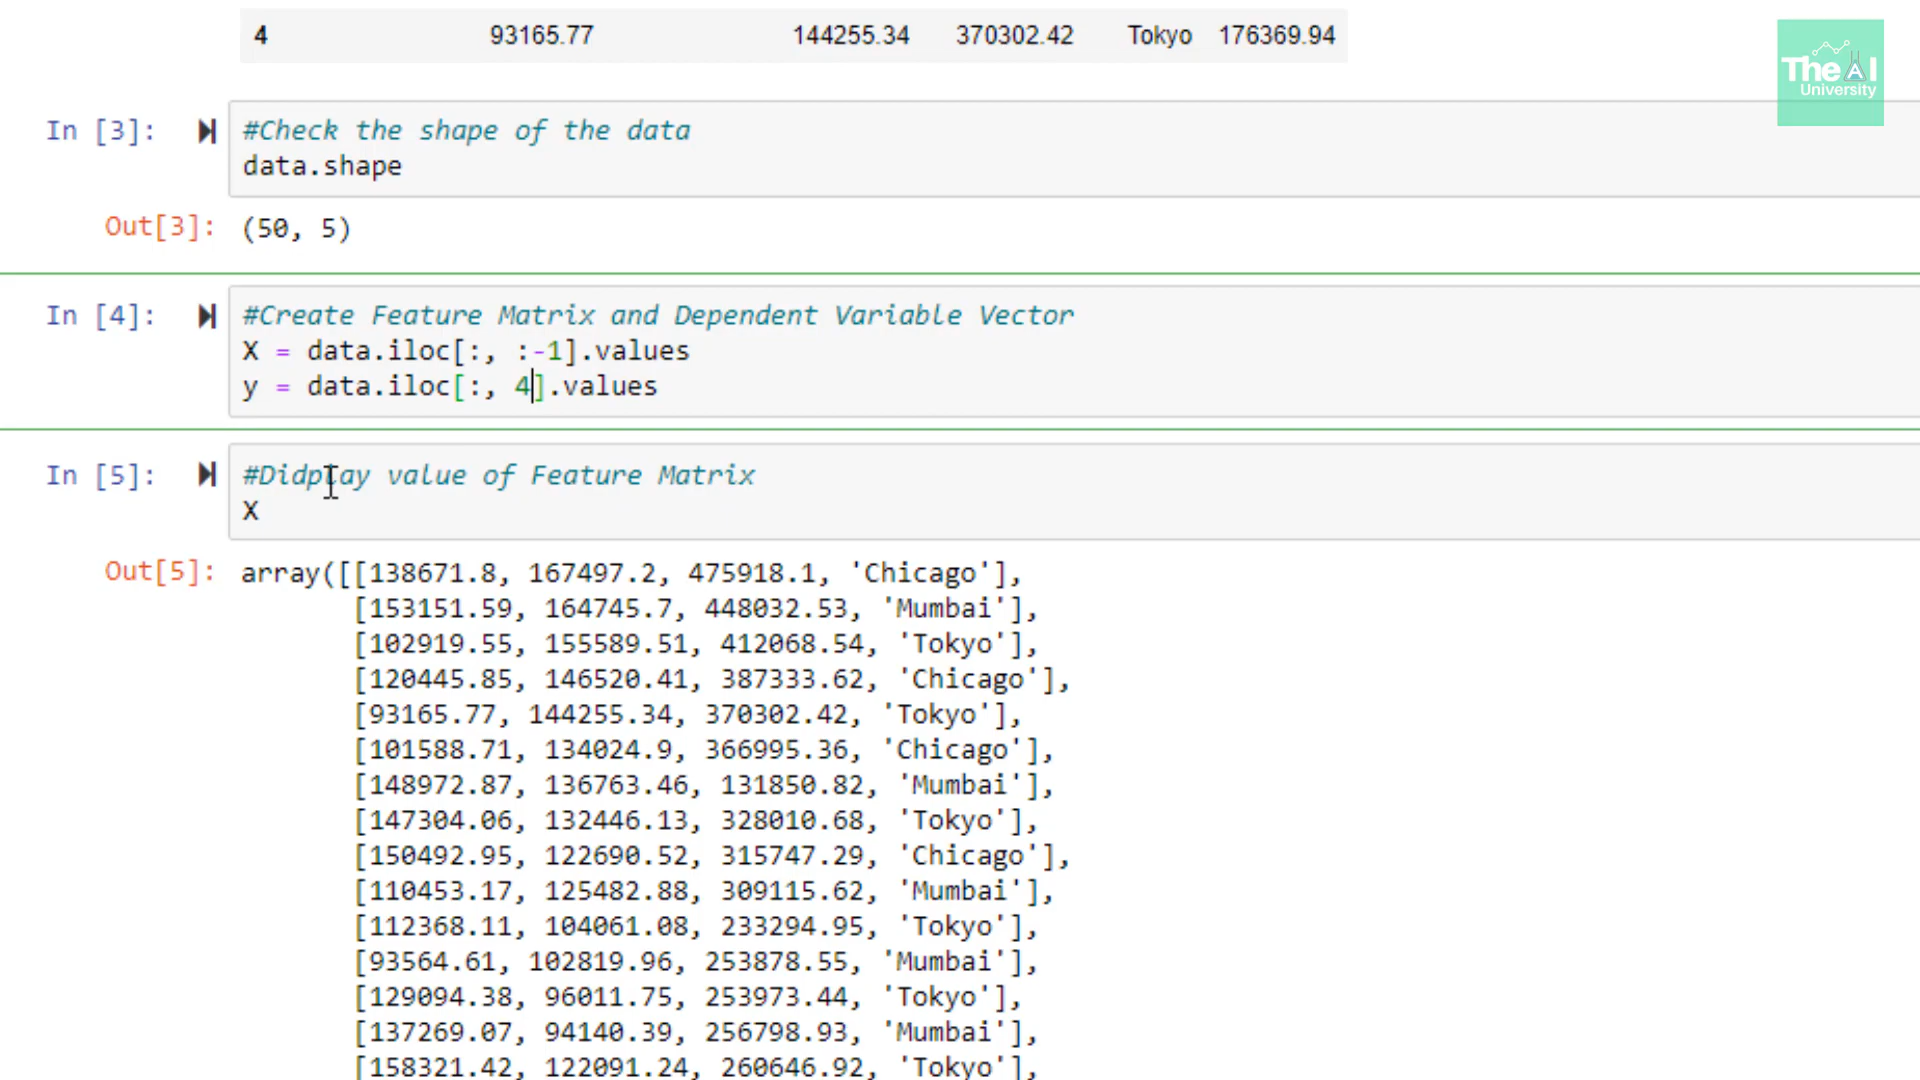 4 93165.77 144255.34 370302.42 Tokyo 176369.94
The AI
University
In [3]: #Check the shape of the data
data.shape
Out[3]: (50, 5)
In [4]: #Create Feature Matrix and Dependent Variable Vector
X = data.iloc[:, :-1].values
y = data.iloc[:, 4].values
In [5]: #Didplay value of Feature Matrix
X
Out[5]: array([[138671.8, 167497.2, 475918.1, 'Chicago'],
[153151.59, 164745.7, 448032.53, 'Mumbai'],
[102919.55, 155589.51, 412068.54, 'Tokyo'],
[120445.85, 146520.41, 387333.62, 'Chicago'],
[93165.77, 144255.34, 370302.42, 'Tokyo'],
[101588.71, 134024.9, 366995.36, 'Chicago'],
[148972.87, 136763.46, 131850.82, 'Mumbai'],
[147304.06, 132446.13, 328010.68, 'Tokyo'],
[150492.95, 122690.52, 315747.29, 'Chicago'],
[110453.17, 125482.88, 309115.62, 'Mumbai'],
[112368.11, 104061.08, 233294.95, 'Tokyo'],
[93564.61, 102819.96, 253878.55, 'Mumbai'],
[129094.38, 96011.75, 253973.44, 'Tokyo'],
[137269.07, 94140.39, 256798.93, 'Mumbai'],
[158321.42, 122091.24, 260646.92, 'Tokyo'],